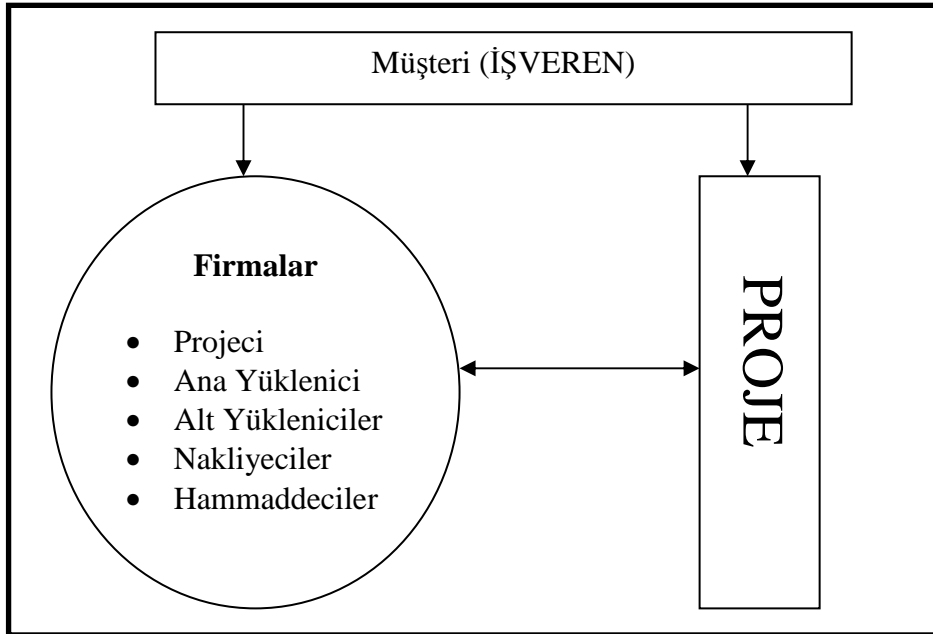 Müşteri (İŞVEREN)
Firmalar
• Projeci
• Ana Yüklenici
• Alt Yükleniciler
• Nakliyeciler
• Hammaddeciler
PROJE